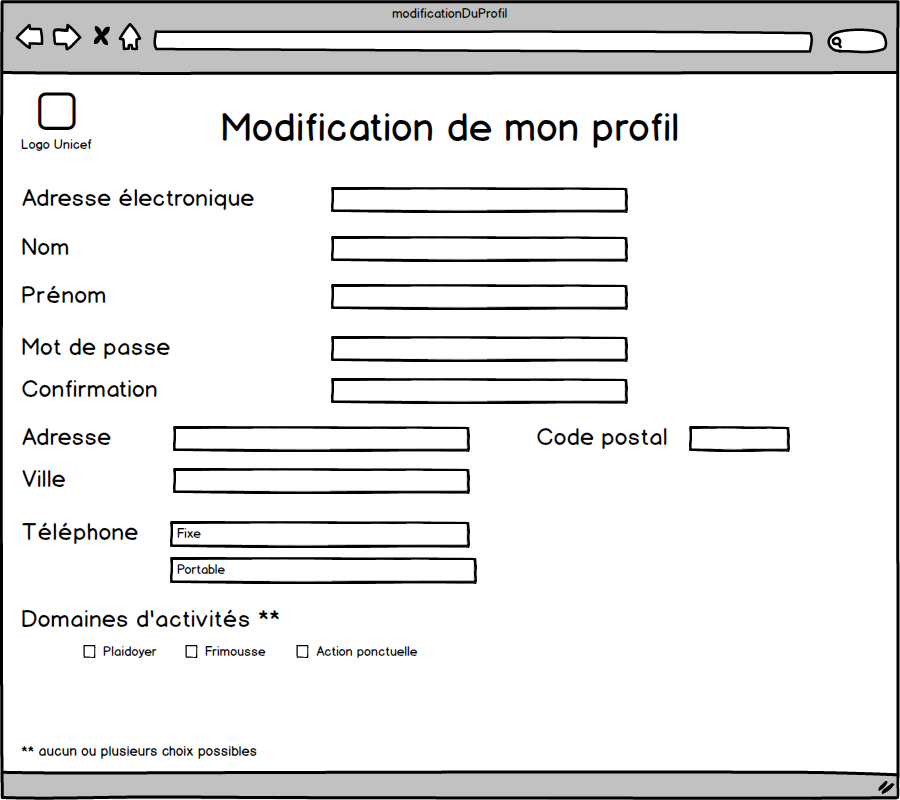 modificationDuProfil
Logo Unicef
Modification de mon profil
Adresse électronique
Nom
Prénom
Mot de passe
Confirmation
Adresse
Code postal
Ville
Téléphone
Fixe
Portable
Domaines d'activités **
Plaidoyer Frimousse Action ponctuelle
** aucun ou plusieurs choix possibles